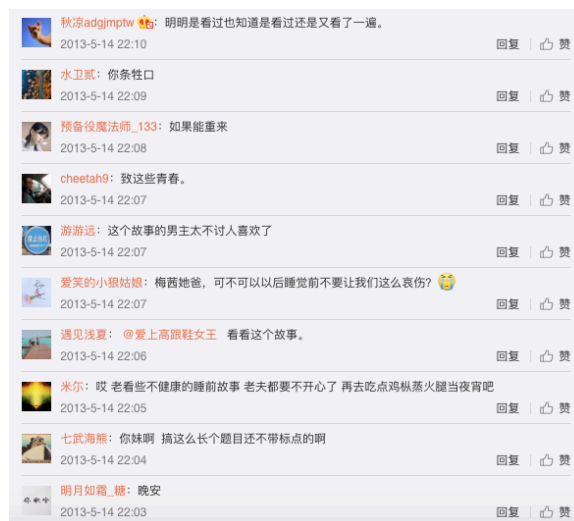 秋凉adgjmptw：明明是看过也知道是看过还是又看了一遍。
2013-5-14 22:10 回复 赞
水卫贰：你条牲口
2013-5-14 22:09 回复 赞
预备役魔法师_133：如果能重来
2013-5-14 22:08 回复 赞
cheetah9：致这些青春。
2013-5-14 22:07 回复 赞
游游远：这个故事的男主太不讨人喜欢了
2013-5-14 22:07 回复 赞
爱笑的小狼姑娘：梅茜她爸，可不可以以后睡觉前不要让我们这么哀伤？
2013-5-14 22:07 回复 赞
遇见浅夏： @爱上高跟鞋女王 看看这个故事。
2013-5-14 22:06 回复 赞
米尔：哎 老看些不健康的睡前故事 老夫都要不开心了 再去吃点鸡枞蒸火腿当夜宵吧
2013-5-14 22:05 回复 赞
七武海熊：你妹啊 搞这么长个题目还不带标点的啊
2013-5-14 22:04 回复 赞
明月如霜_糖：晚安
2013-5-14 22:03 回复 赞